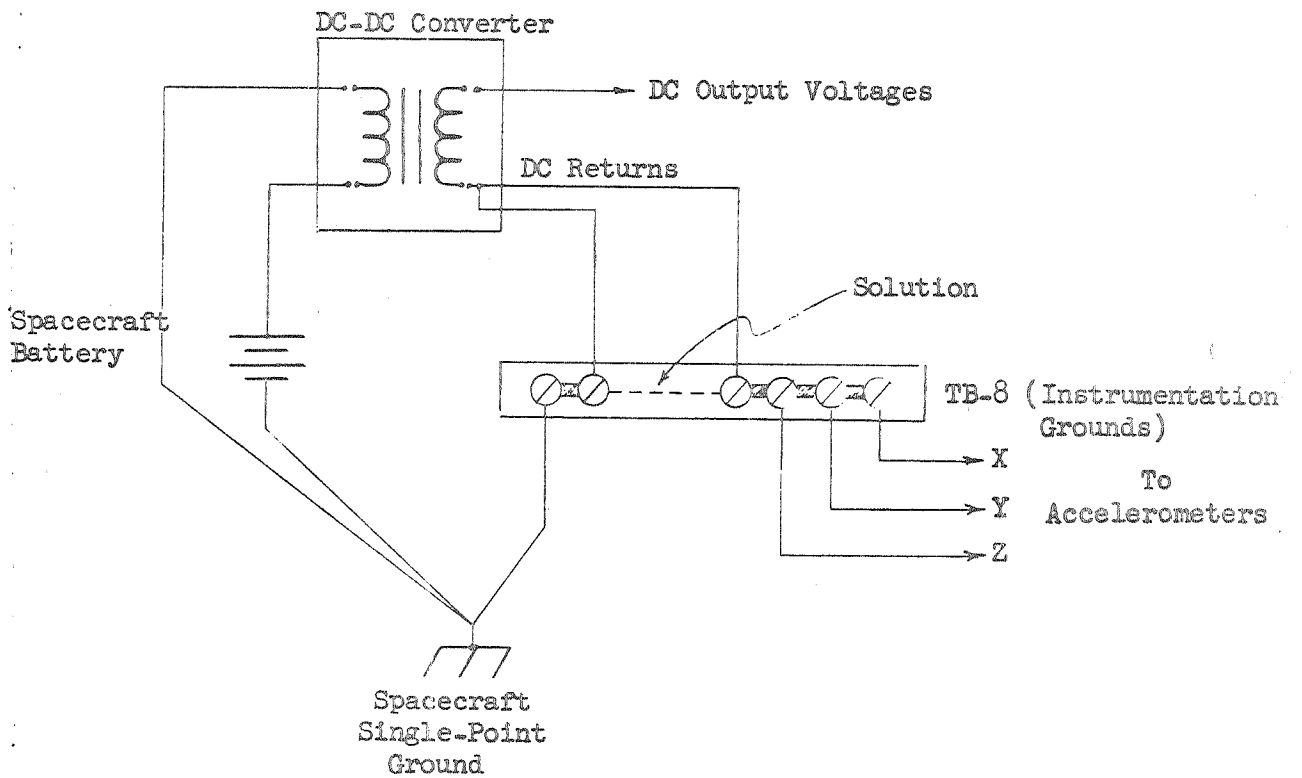 DC-DC Converter
DC Output Voltages
DC Returns
Solution
Spacecraft
Battery
TB-8 (Instrumentation
Grounds)
X
To
Y
Accelerometers
Z
Spacecraft
Single-Point
Ground